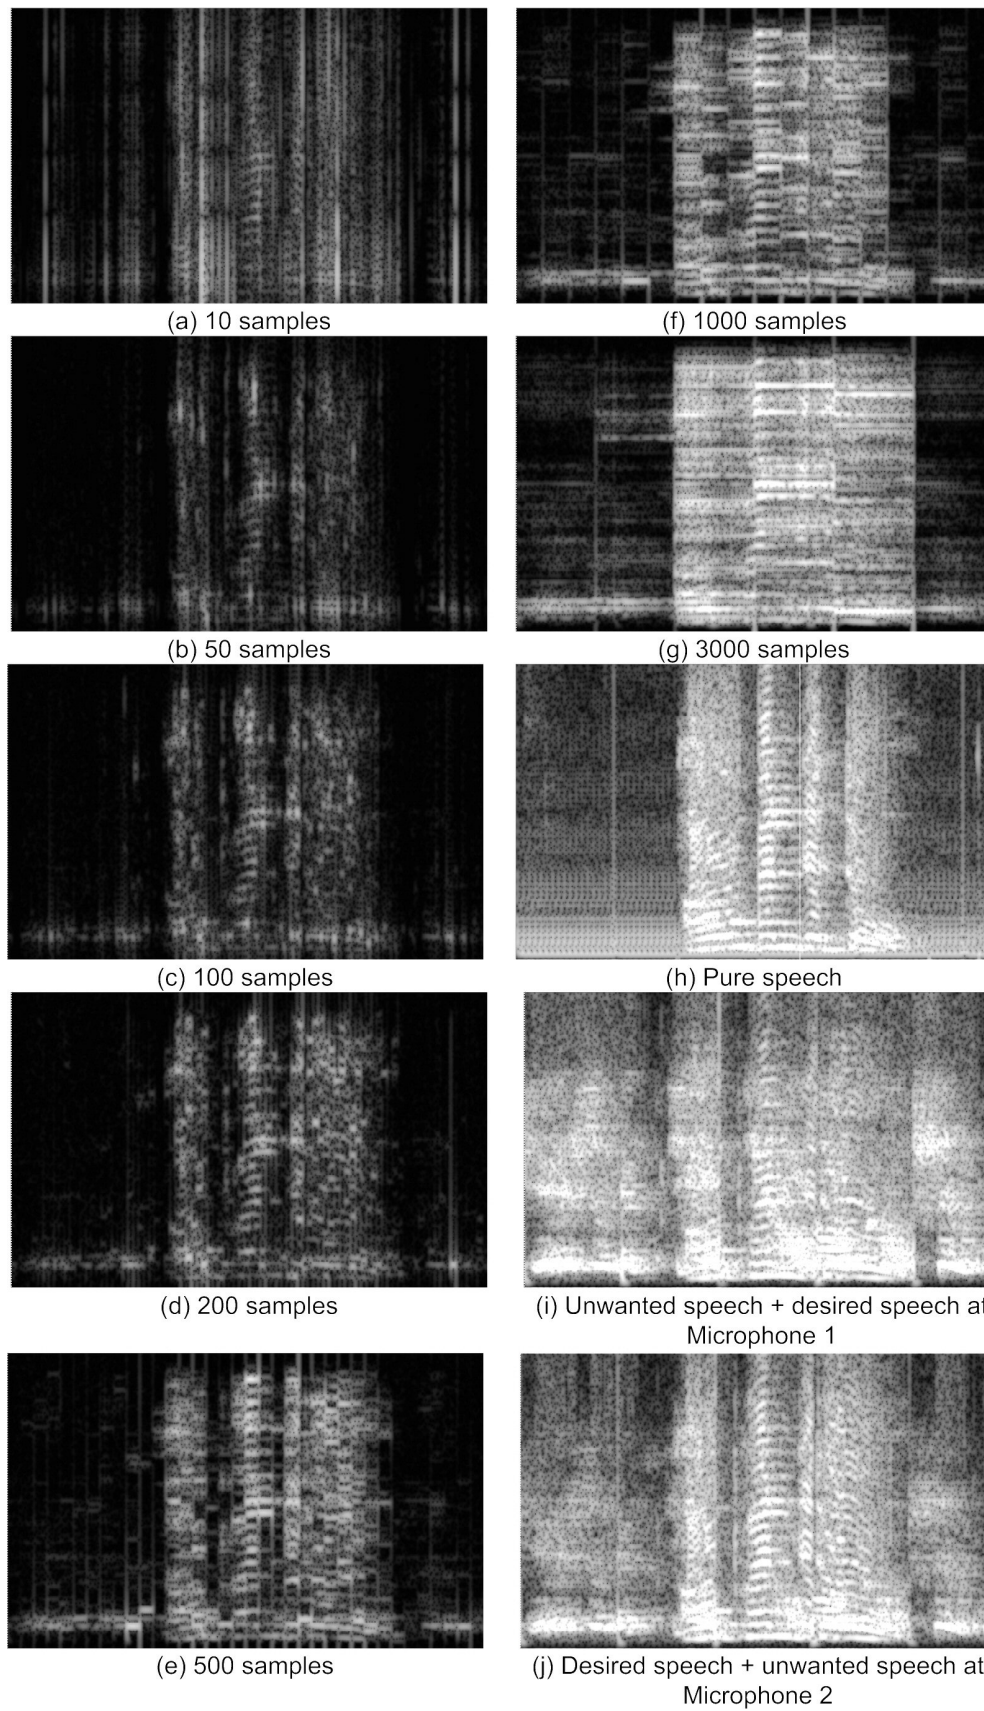 (a) 10 samples
(f) 1000 samples
(b) 50 samples
(g) 3000 samples
(c) 100 samples
(h) Pure speech
(d) 200 samples
(i) Unwanted speech + desired speech at
Microphone 1
(e) 500 samples
(j) Desired speech + unwanted speech at
Microphone 2